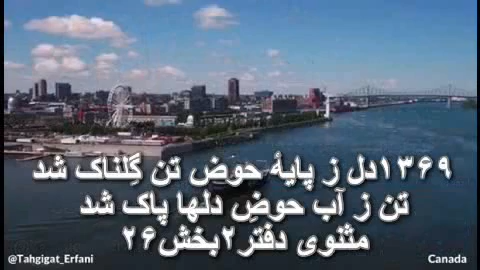 ۱۳۶۹دل ز پایهٔ حوض تن گِلناک شد
تن ز آب حوضِ دلها پاک شد
مثنوی دفتر۲بخش۲۶
@Tahgigat_Erfani
Canada